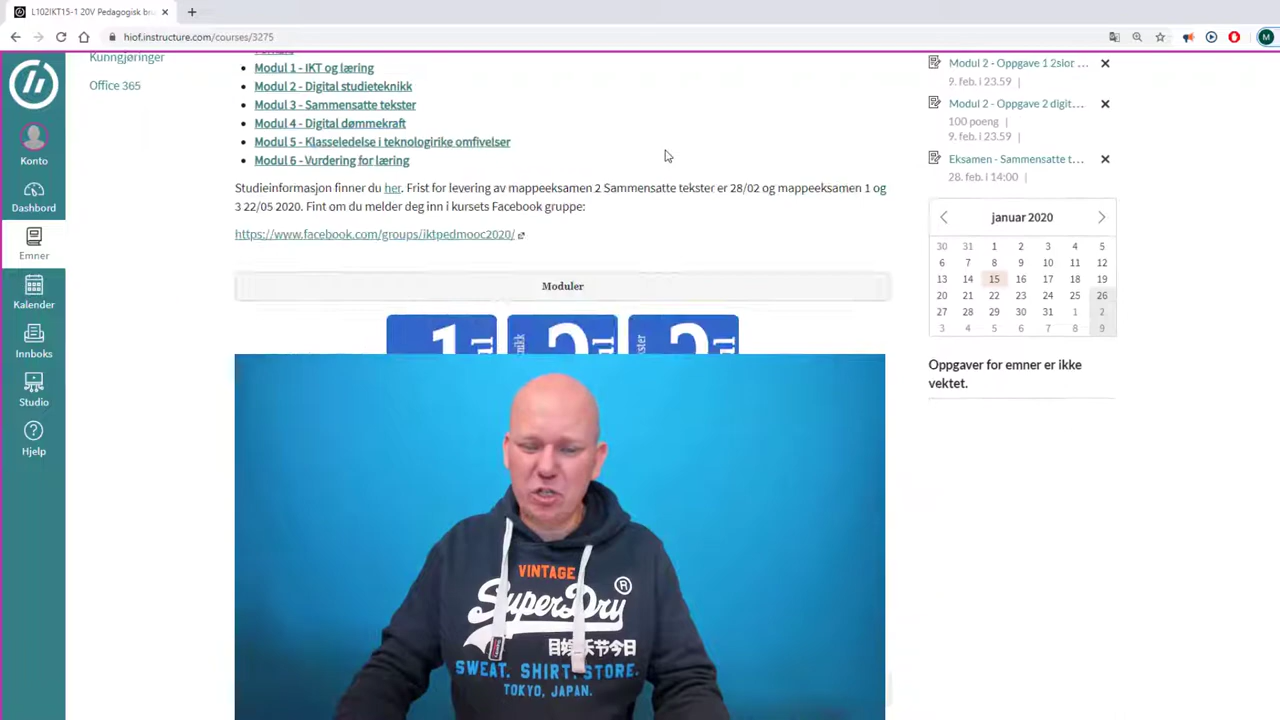 L102IKT15-1 20V Pedagogisk bru
hiof.instructure.com/courses/3275
M
Konto
Dashbord
Emner
Kalender
Innboks
Studio
Hjelp
Kunngjøringer
Office 365
Modul 1 - IKT og læring
Modul 2 - Digital studieteknikk
Modul 3 - Sammensatte tekster
Modul 4 - Digital dømmekraft
Modul 5 - Klasseledelse i teknologirike omfivelser
Modul 6 - Vurdering for læring
Studieinformasjon finner du her. Frist for levering av mappeeksamen 2 Sammensatte tekster er 28/02 og mappeeksamen 1 og
3 22/05 2020. Fint om du melder deg inn i kursets Facebook gruppe:
https://www.facebook.com/groups/iktpedmooc2020/
Moduler
Modul 2 - Oppgave 1 2sior ...
9. feb. i 23.59 |
Modul 2 - Oppgave 2 digit...
100 poeng |
9. feb. i 23.59 |
Eksamen - Sammensatte t...
28. feb. i 14:00 |
januar 2020
30 31 1 2 3 4 5
6 7 8 9 10 11 12
13 14 15 16 17 18 19
20 21 22 23 24 25 26
27 28 29 30 31 1 2
3 4 5 6 7 8 9
Oppgaver for emner er ikke
vektet.
VINTAGE
SuperDry
®
SWEAT. SHIRT. STORE.
TOKYO, JAPAN.